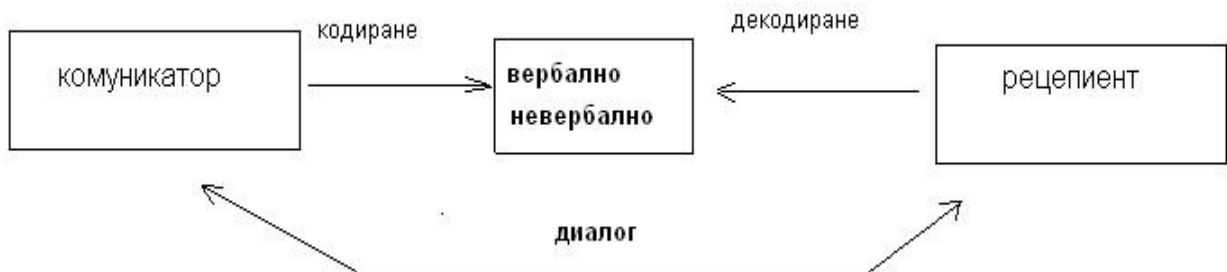 кодиране
декодиране
комуникатор
вербално
невербално
рецепиент
диалог